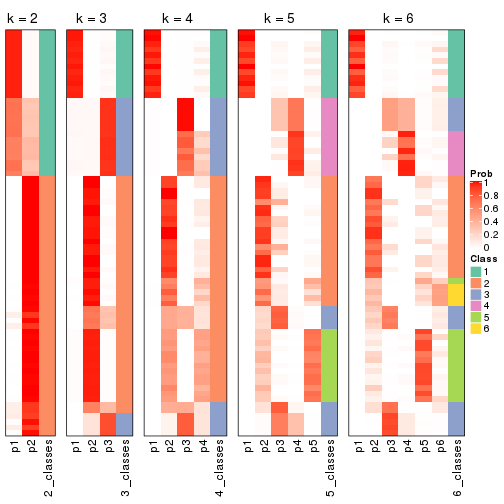 k = 2
k = 3
k = 4
k = 5
k = 6
p1
p2
2_classes
p1
p2
p3
3_classes
p1
p2
p3
p4
4_classes
p1
p2
p3
p4
p5
5_classes
p1
p2
p3
p4
p5
p6
6_classes
Prob
1
0.8
0.6
0.4
0.2
0
Class
1
2
3
4
5
6